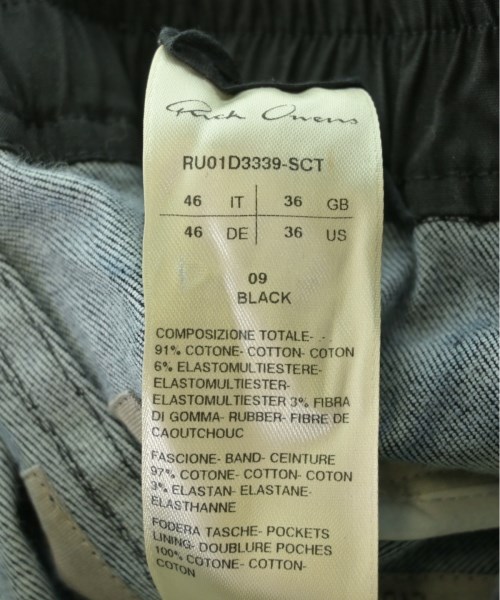 Rick Owens
RU01D3339-SCT
46 IT 36 GB
46 DE 36 US
09
BLACK
COMPOSIZIONE TOTALE-
91% COTONE- COTTON- COTON
6% ELASTOMULTIESTERE-
ELASTOMULTIESTER-
ELASTOMULTIESTER 3% FIBRA
DI GOMMA- RUBBER- FIBRE DE
CAOUTCHOUC
FASCIONE- BAND- CEINTURE
97% COTONE- COTTON- COTON
3% ELASTAN- ELASTANE-
ELASTHANNE
FODERA TASCHE- POCKETS
LINING- DOUBLURE POCHES
100% COTONE- COTTON-
COTON